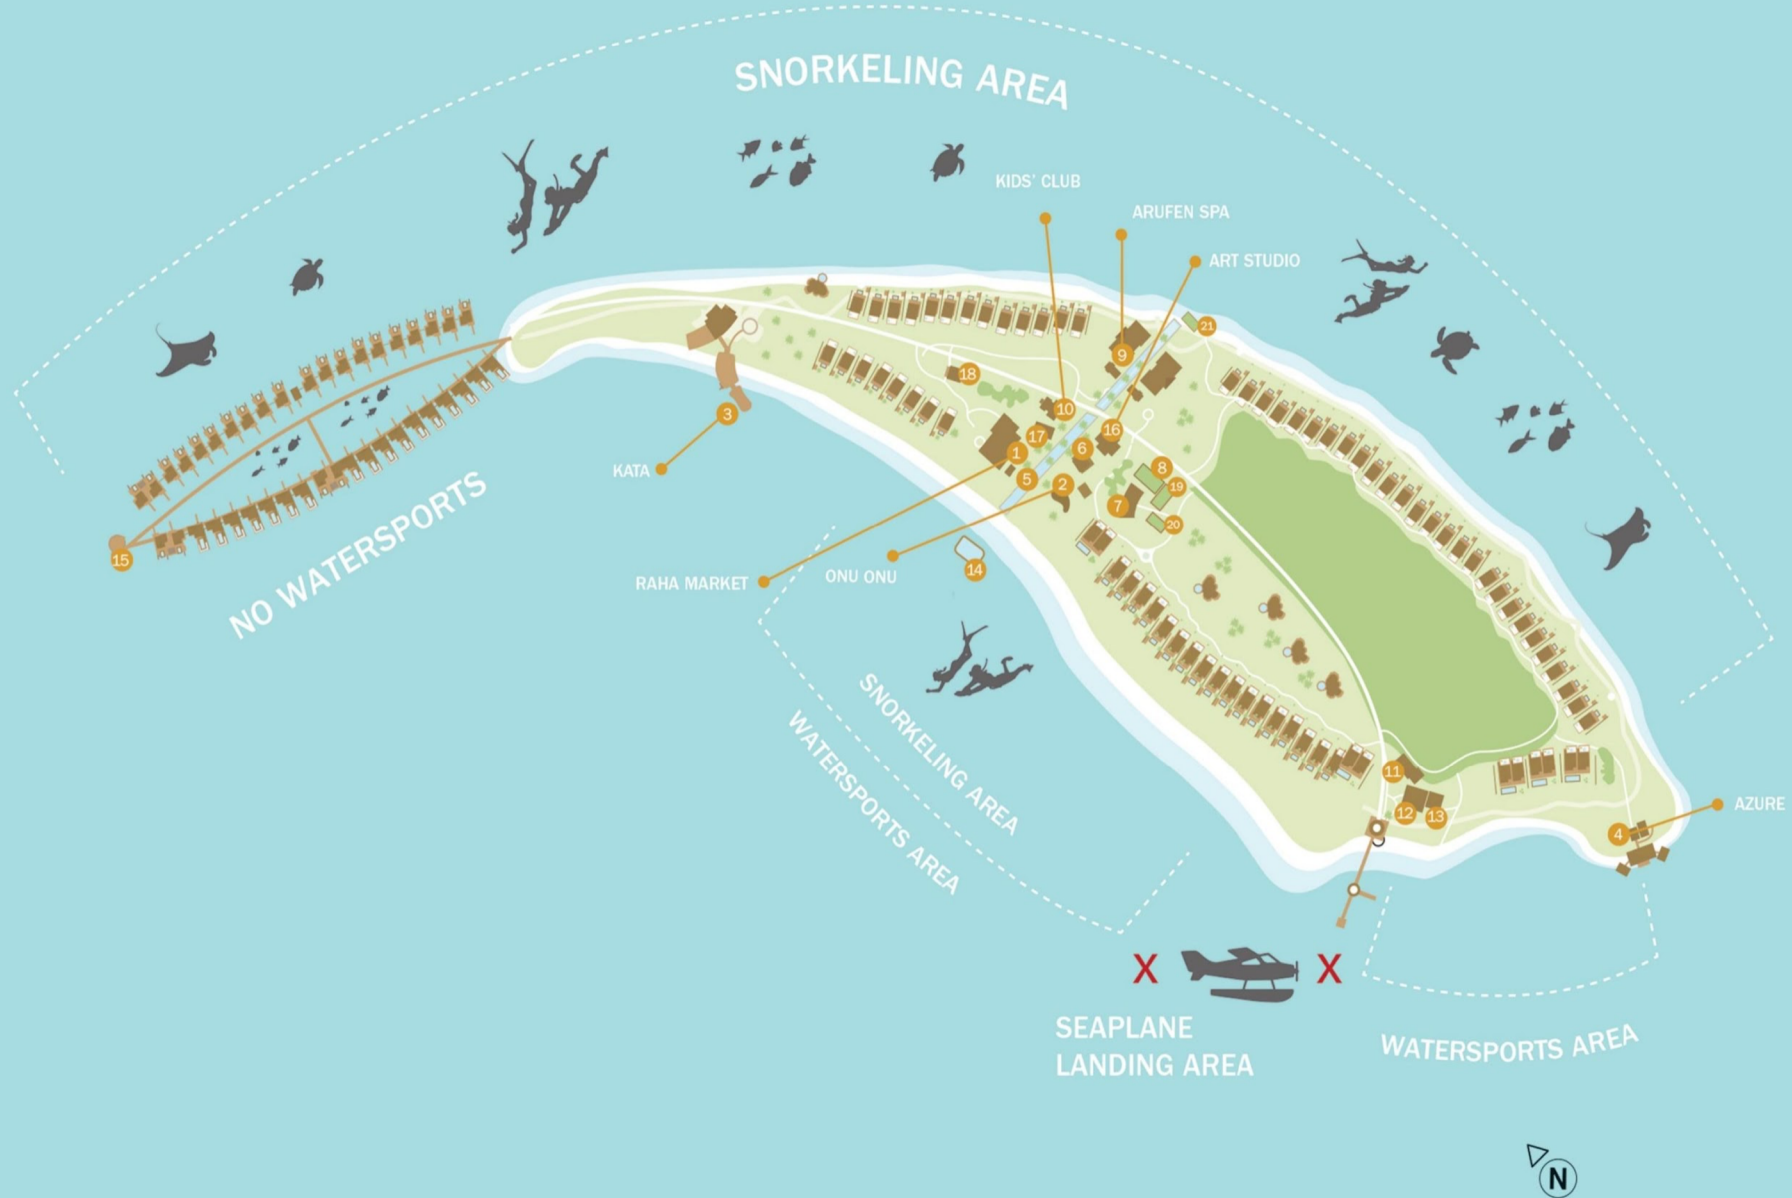 SNORKELING AREA
KIDS' CLUB
ARUFEN SPA
ART STUDIO
21
9
18
10
3
16
17
6
1
KATA
8
5
2
19
7
20
NO WATERSPORTS
15
14
RAHA MARKET
ONU ONU
SNORKELING AREA
WATERSPORTS AREA
11
12
13
4
AZURE
X
X
SEAPLANE
LANDING AREA
WATERSPORTS AREA
N